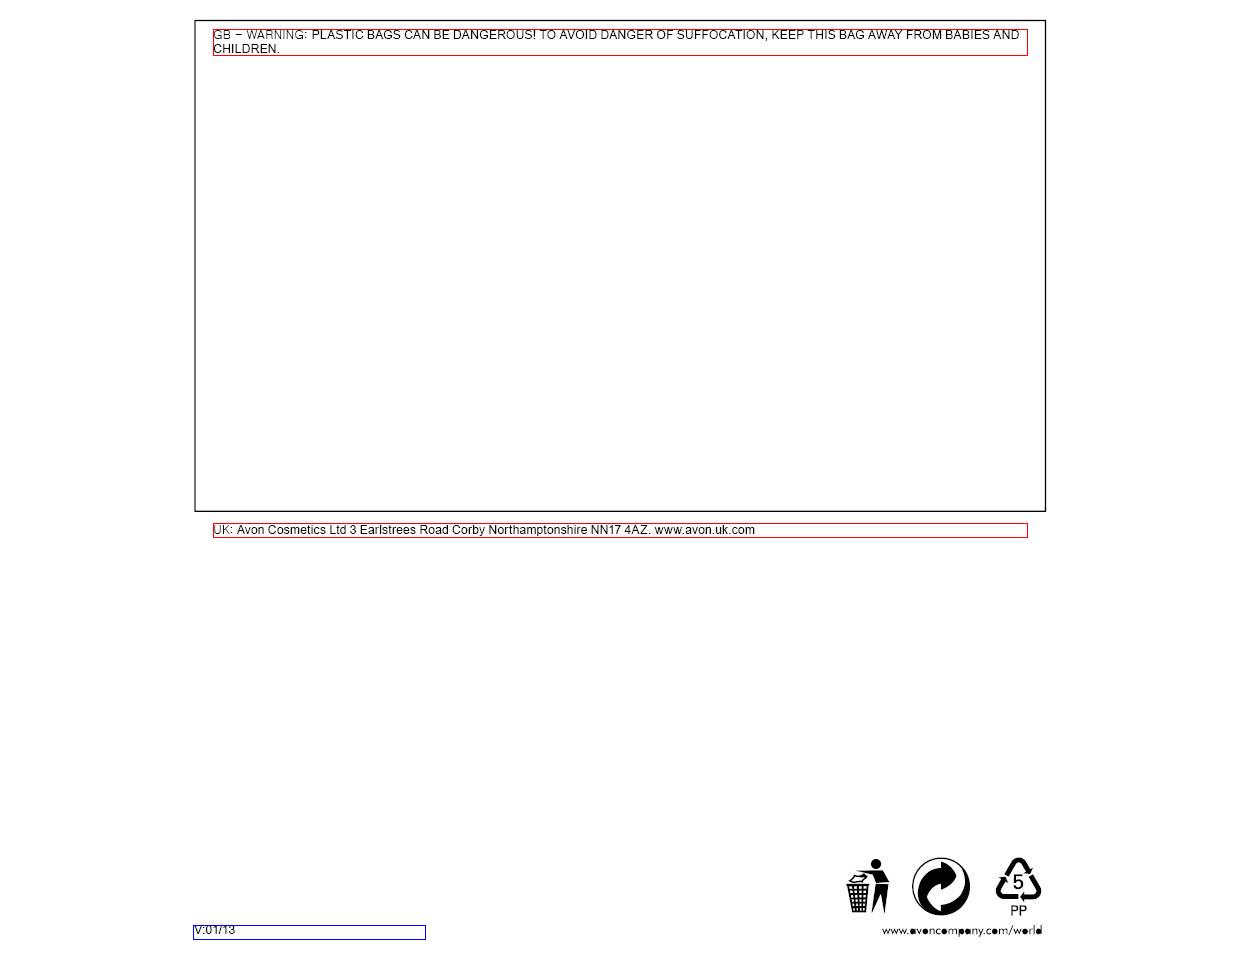 GB - WARNING: PLASTIC BAGS CAN BE DANGEROUS! TO AVOID DANGER OF SUFFOCATION, KEEP THIS BAG AWAY FROM BABIES AND
CHILDREN.
UK: Avon Cosmetics Ltd 3 Earlstrees Road Corby Northamptonshire NN17 4AZ. www.avon.uk.com
5
PP
V:01/13
www.avoncompany.com/world